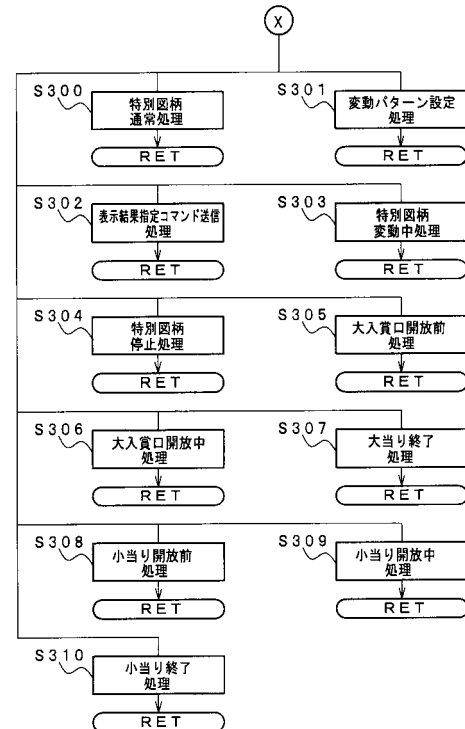 X
S300
特別図柄
通常処理
RET
S301
変動パターン設定
処理
RET
S302
表示結果指定コマンド送信
処理
RET
S303
特別図柄
変動中処理
RET
S304
特別図柄
停止処理
RET
S305
大入賞口開放前
処理
RET
S306
大入賞口開放中
処理
RET
S307
大当り終了
処理
RET
S308
小当り開放前
処理
RET
S309
小当り開放中
処理
RET
S310
小当り終了
処理
RET